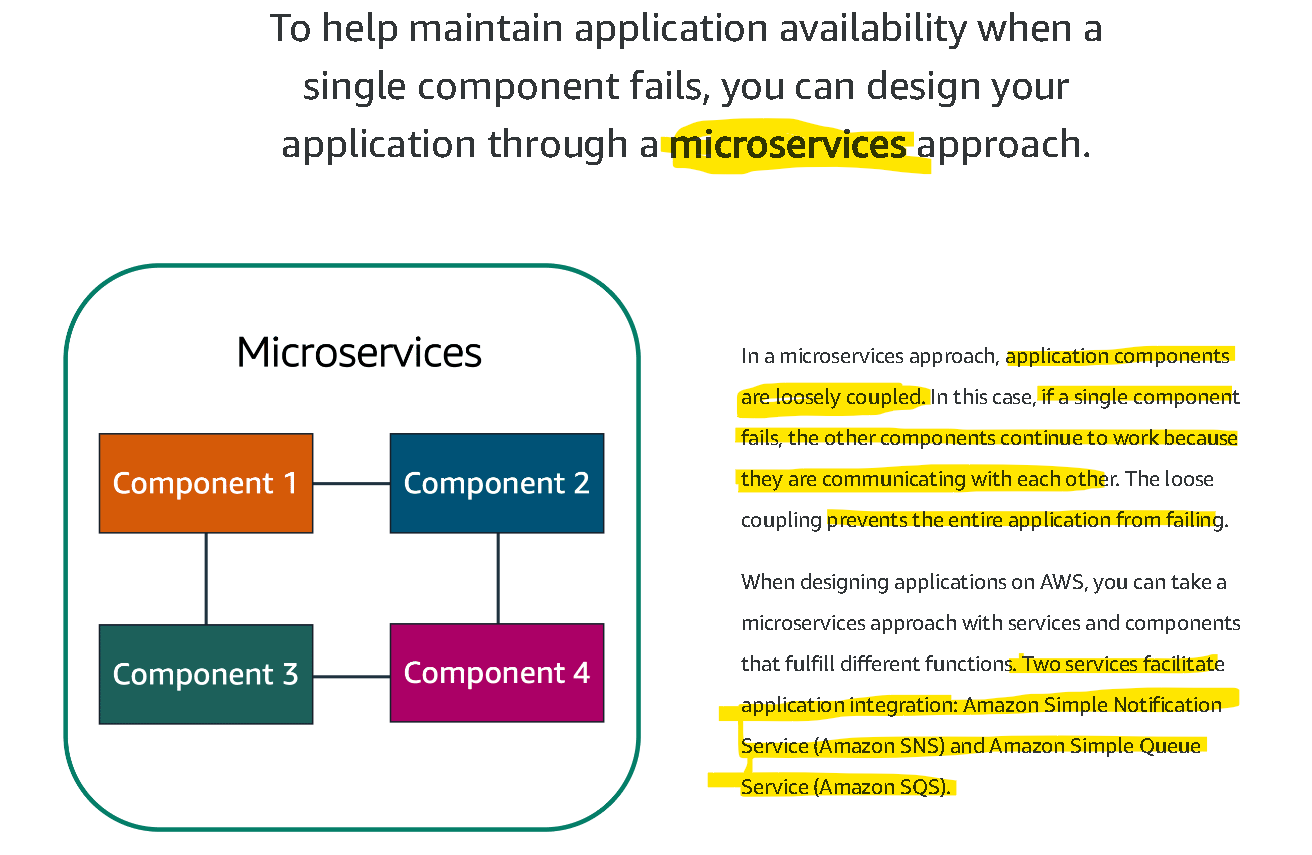 To help maintain application availability when a
single component fails, you can design your
application through a microservices approach.
Microservices
Component 1
Component 2
Component 3
Component 4
In a microservices approach, application components
are loosely coupled. In this case, if a single component
fails, the other components continue to work because
they are communicating with each other. The loose
coupling prevents the entire application from failing.
When designing applications on AWS, you can take a
microservices approach with services and components
that fulfill different functions. Two services facilitate
application integration: Amazon Simple Notification
Service (Amazon SNS) and Amazon Simple Queue
Service (Amazon SQS).